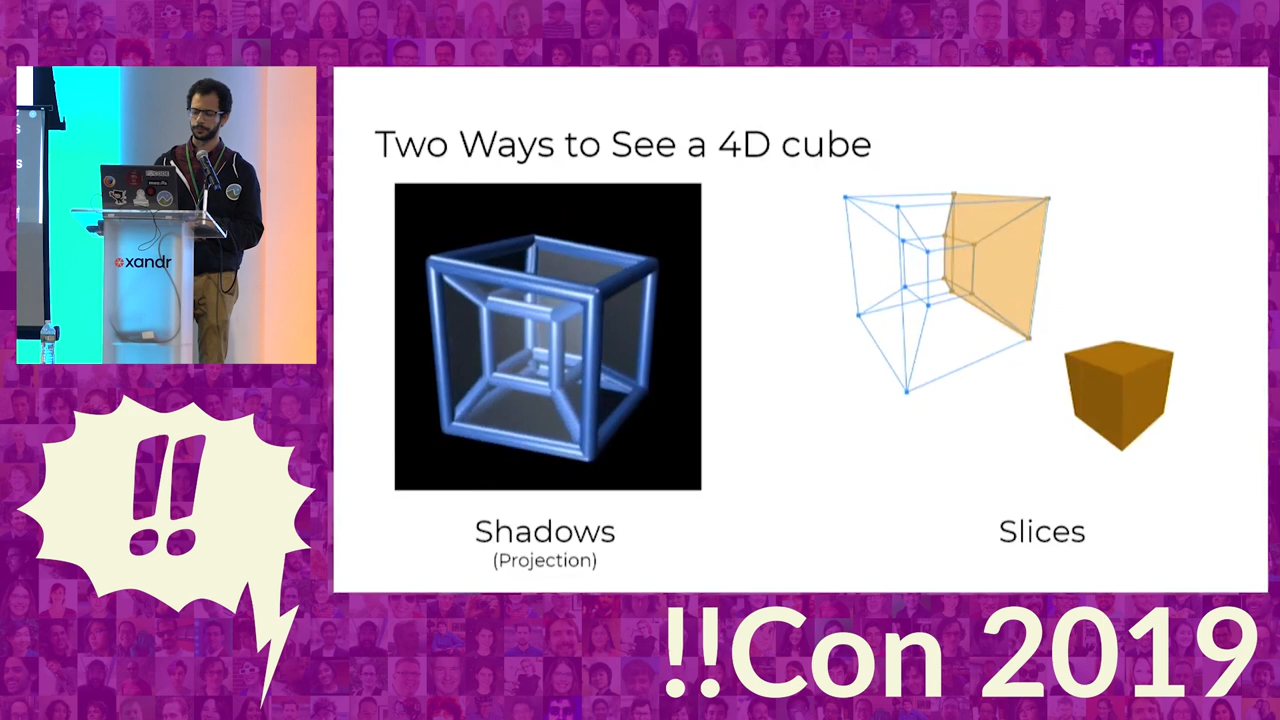 Two Ways to See a 4D cube
xandr
Shadows
(Projection)
Slices
!!
!!Con 2019